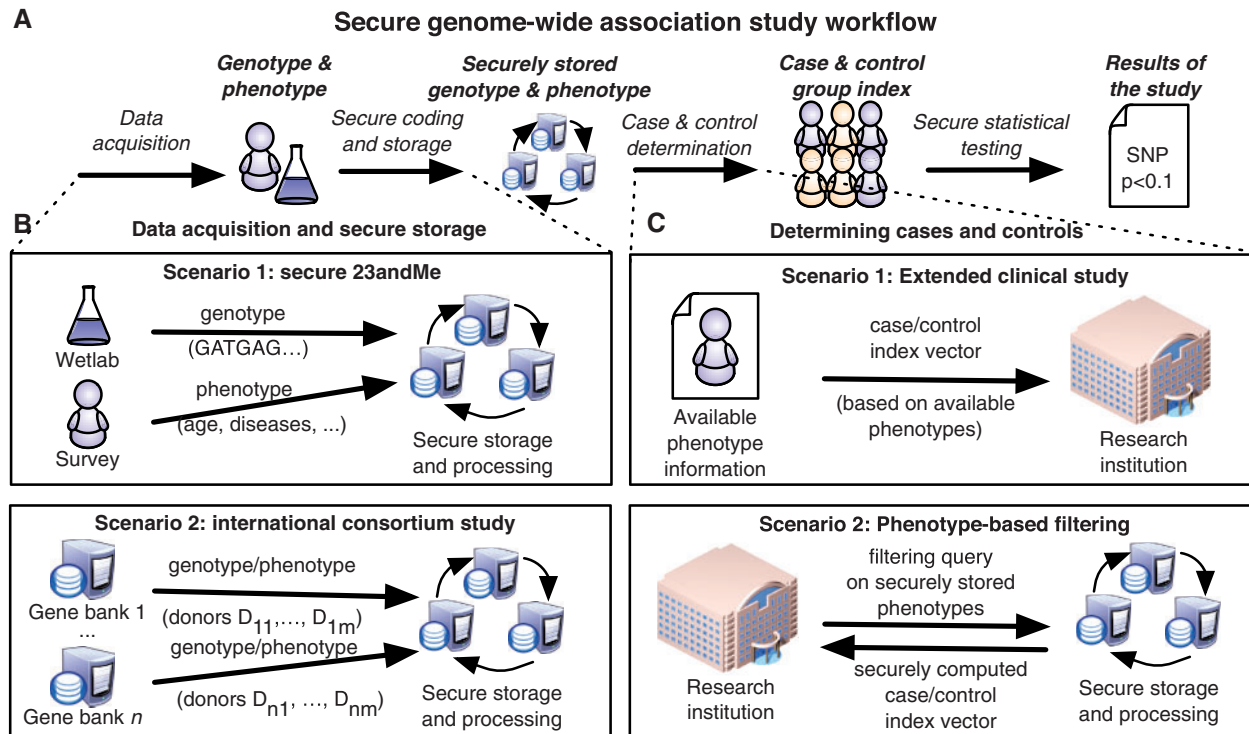 A
Secure genome-wide association study workflow
Data
acquisition
Genotype &
phenotype
Secure coding
and storage
Securely stored
genotype & phenotype
Case & control
determination
Case & control
group index
Secure statistical
testing
Results of
the study
SNP
p<0.1
B
Data acquisition and secure storage
Scenario 1: secure 23andMe
Wetlab
genotype
(GATGAG...)
Survey
phenotype
(age, diseases, ...)
Secure storage
and processing
Scenario 2: international consortium study
Gene bank 1
...
Gene bank n
genotype/phenotype
(donors D11,..., D1m)
genotype/phenotype
(donors Dn1, ..., Dnm)
Secure storage
and processing
C
Determining cases and controls
Scenario 1: Extended clinical study
Available
phenotype
information
case/control
index vector
(based on available
phenotypes)
Research
institution
Scenario 2: Phenotype-based filtering
Research
institution
filtering query
on securely stored
phenotypes
securely computed
case/control
index vector
Secure storage
and processing